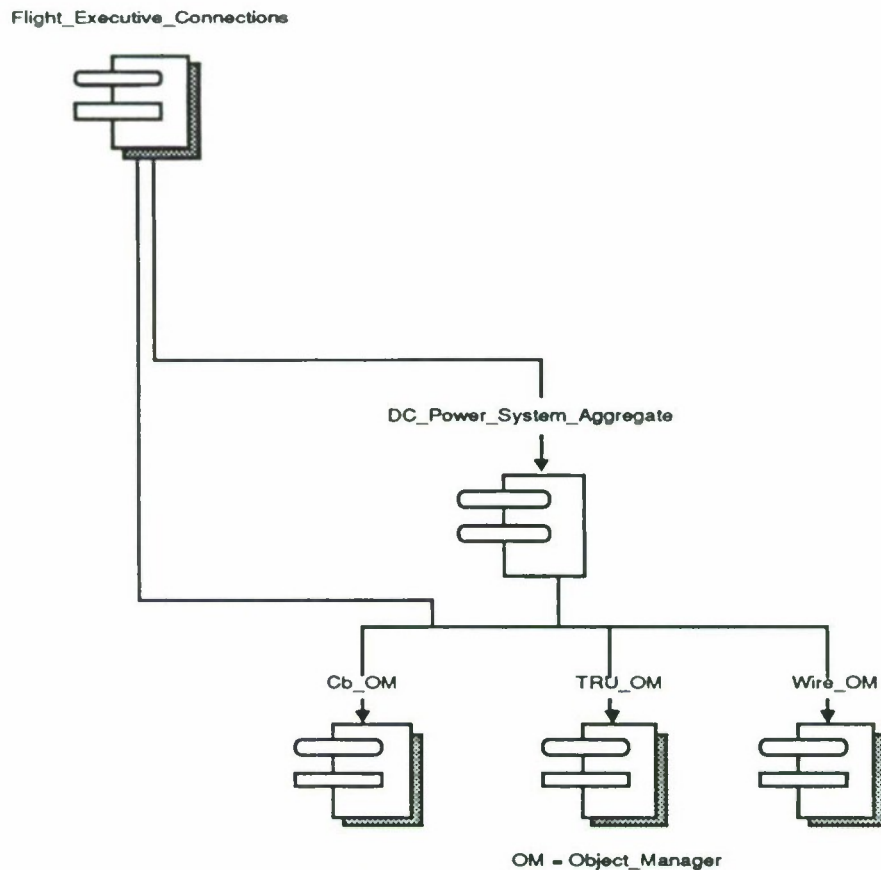 Flight_Executive_Connections
DC_Power_System_Aggregate
Cb_OM
TRU_OM
Wire_OM
OM = Object_Manager